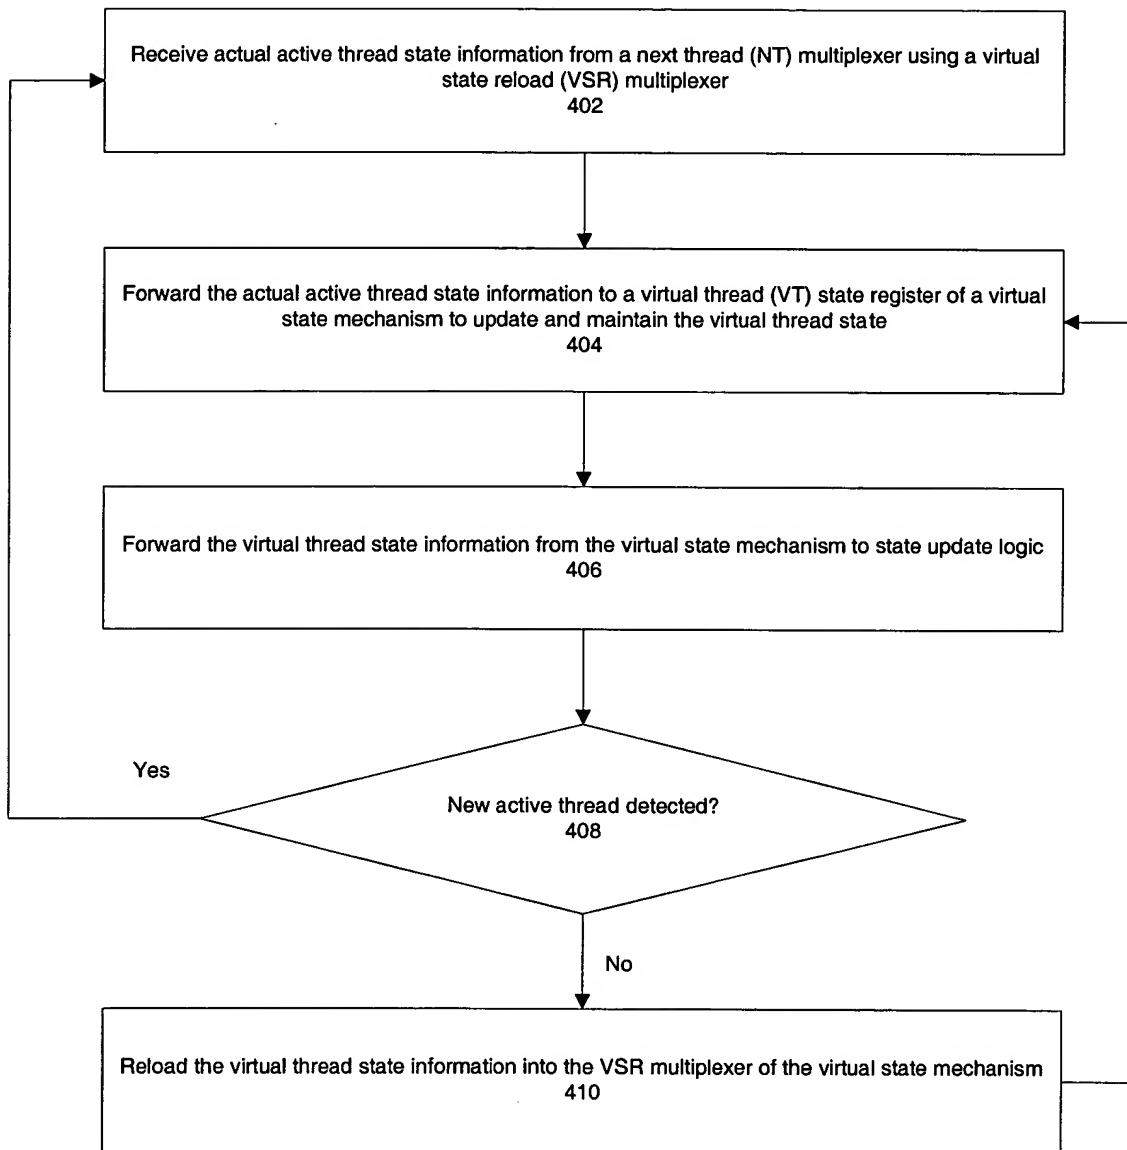 Receive actual active thread state information from a next thread (NT) multiplexer using a virtual
state reload (VSR) multiplexer
402
Forward the actual active thread state information to a virtual thread (VT) state register of a virtual
state mechanism to update and maintain the virtual thread state
404
Forward the virtual thread state information from the virtual state mechanism to state update logic
406
Yes
New active thread detected?
408
No
Reload the virtual thread state information into the VSR multiplexer of the virtual state mechanism
410